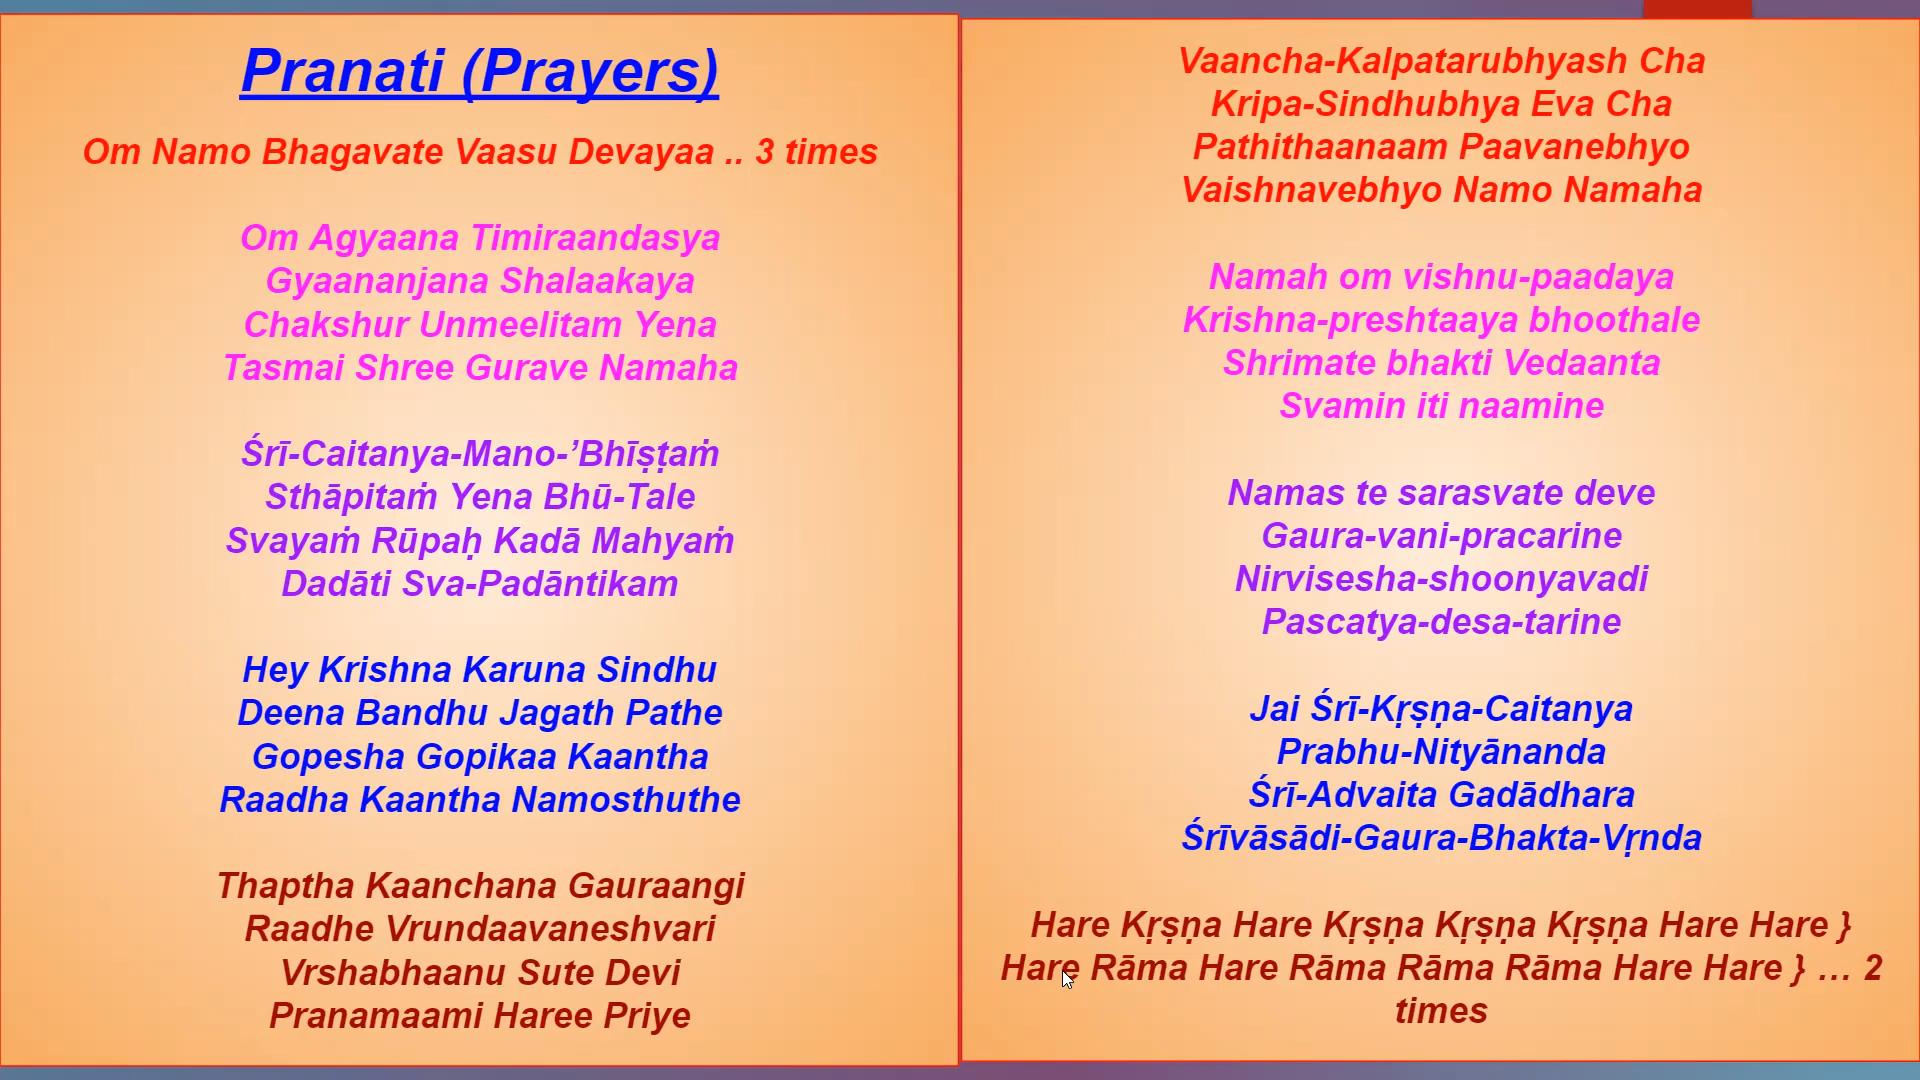 Pranati (Prayers)
Om Namo Bhagavate Vaasu Devayaa .. 3 times
Om Agyaana Timiraandasya
Gyaananjana Shalaakaya
Chakshur Unmeelitam Yena
Tasmai Shree Gurave Namaha
Śrī-Caitanya-Mano-’Bhīṣṭaṁ
Sthāpitaṁ Yena Bhū-Tale
Svayaṁ Rūpaḥ Kadā Mahyaṁ
Dadāti Sva-Padāntikam
Hey Krishna Karuna Sindhu
Deena Bandhu Jagath Pathe
Gopesha Gopikaa Kaantha
Raadha Kaantha Namosthuthe
Thaptha Kaanchana Gauraangi
Raadhe Vrundaavaneshvari
Vrshabhaanu Sute Devi
Pranamaami Haree Priye
Vaancha-Kalpatarubhyash Cha
Kripa-Sindhubhya Eva Cha
Pathithaanaam Paavanebhyo
Vaishnavebhyo Namo Namaha
Namah om vishnu-paadaya
Krishna-preshtaaya bhoothale
Shrimate bhakti Vedaanta
Svamin iti naamine
Namas te sarasvate deve
Gaura-vani-pracarine
Nirvisesha-shoonyavadi
Pascatya-desa-tarine
Jai Śrī-Kṛṣṇa-Caitanya
Prabhu-Nityānanda
Śrī-Advaita Gadādhara
Śrīvāsādi-Gaura-Bhakta-Vṛnda
Hare Kṛṣṇa Hare Kṛṣṇa Kṛṣṇa Kṛṣṇa Hare Hare }
Hare Rāma Hare Rāma Rāma Rāma Hare Hare } … 2
times